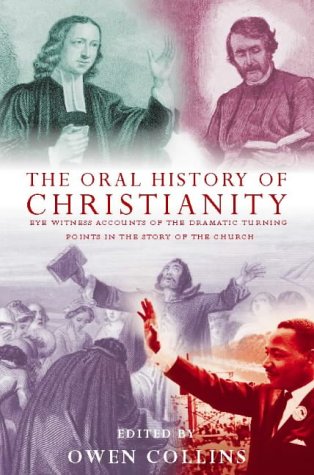 THE ORAL HISTORY OF
CHRISTIANITY
EYE WITNESS ACCOUNTS OF THE DRAMATIC TURNING
POINTS IN THE STORY OF THE CHURCH
EDITED BY
OWEN COLLINS